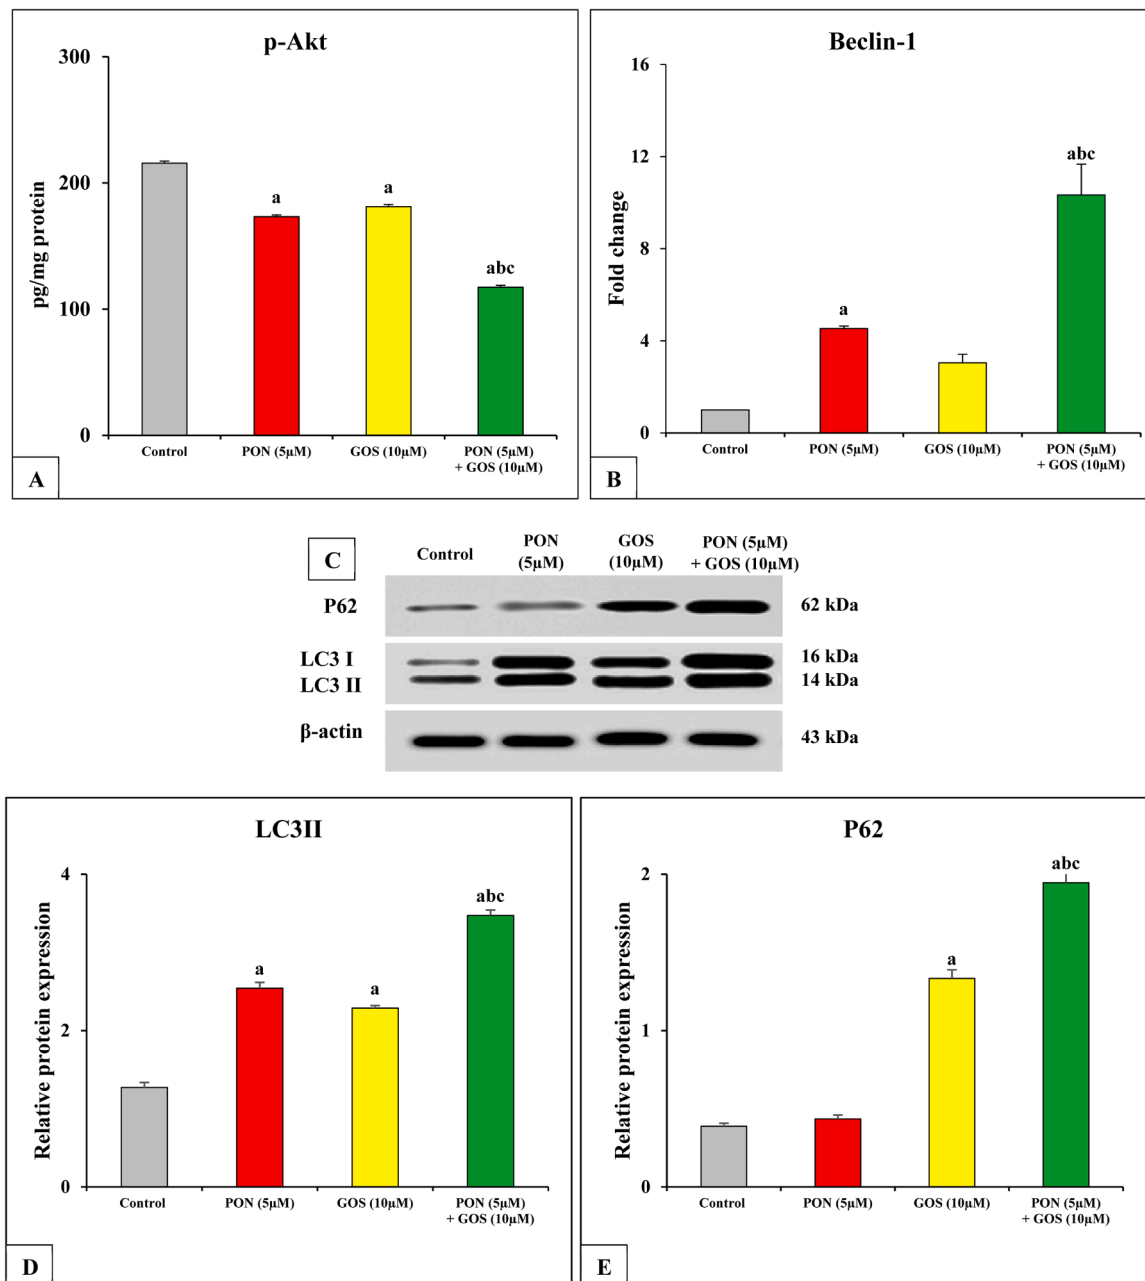 p-Akt
300
200
100
0
pg/mg protein
a
a
abc
Control
PON (5μM)
GOS (10μM)
PON (5μM)
+ GOS (10μM)
A
Beclin-1
16
12
8
4
0
Fold change
a
abc
Control
PON (5μM)
GOS (10μM)
PON (5μM)
+ GOS (10μM)
B
C
Control
PON
(5μM)
GOS
(10μM)
PON (5μM)
+ GOS (10μM)
P62
62 kDa
LC3 I
16 kDa
LC3 II
14 kDa
β-actin
43 kDa
LC3II
4
2
0
Relative protein expression
a
a
abc
Control
PON (5μM)
GOS (10μM)
PON (5μM)
+ GOS (10μM)
D
P62
2
1
0
Relative protein expression
a
abc
Control
PON (5μM)
GOS (10μM)
PON (5μM)
+ GOS (10μM)
E